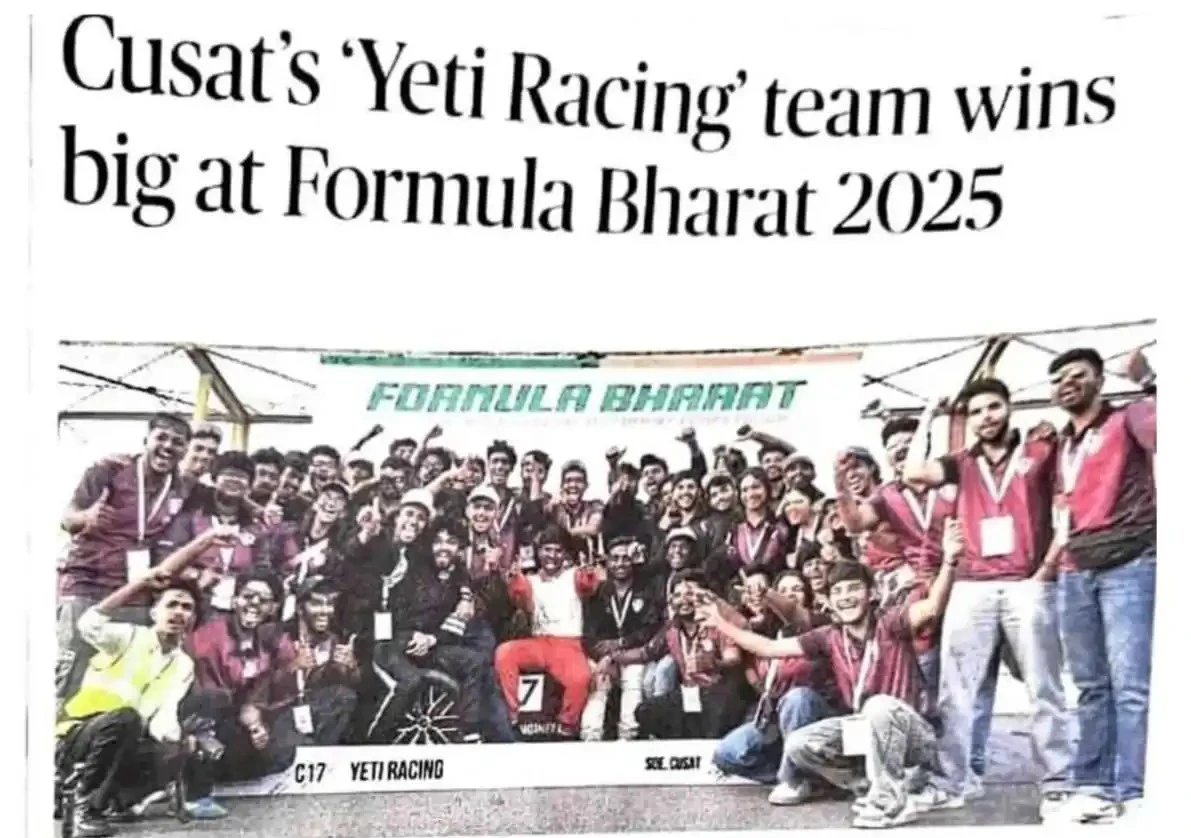 Cusat's 'Yeti Racing' team wins
big at Formula Bharat 2025
FORMULA BHARAT
7
C17 YETI RACING
SOE, CUSAT